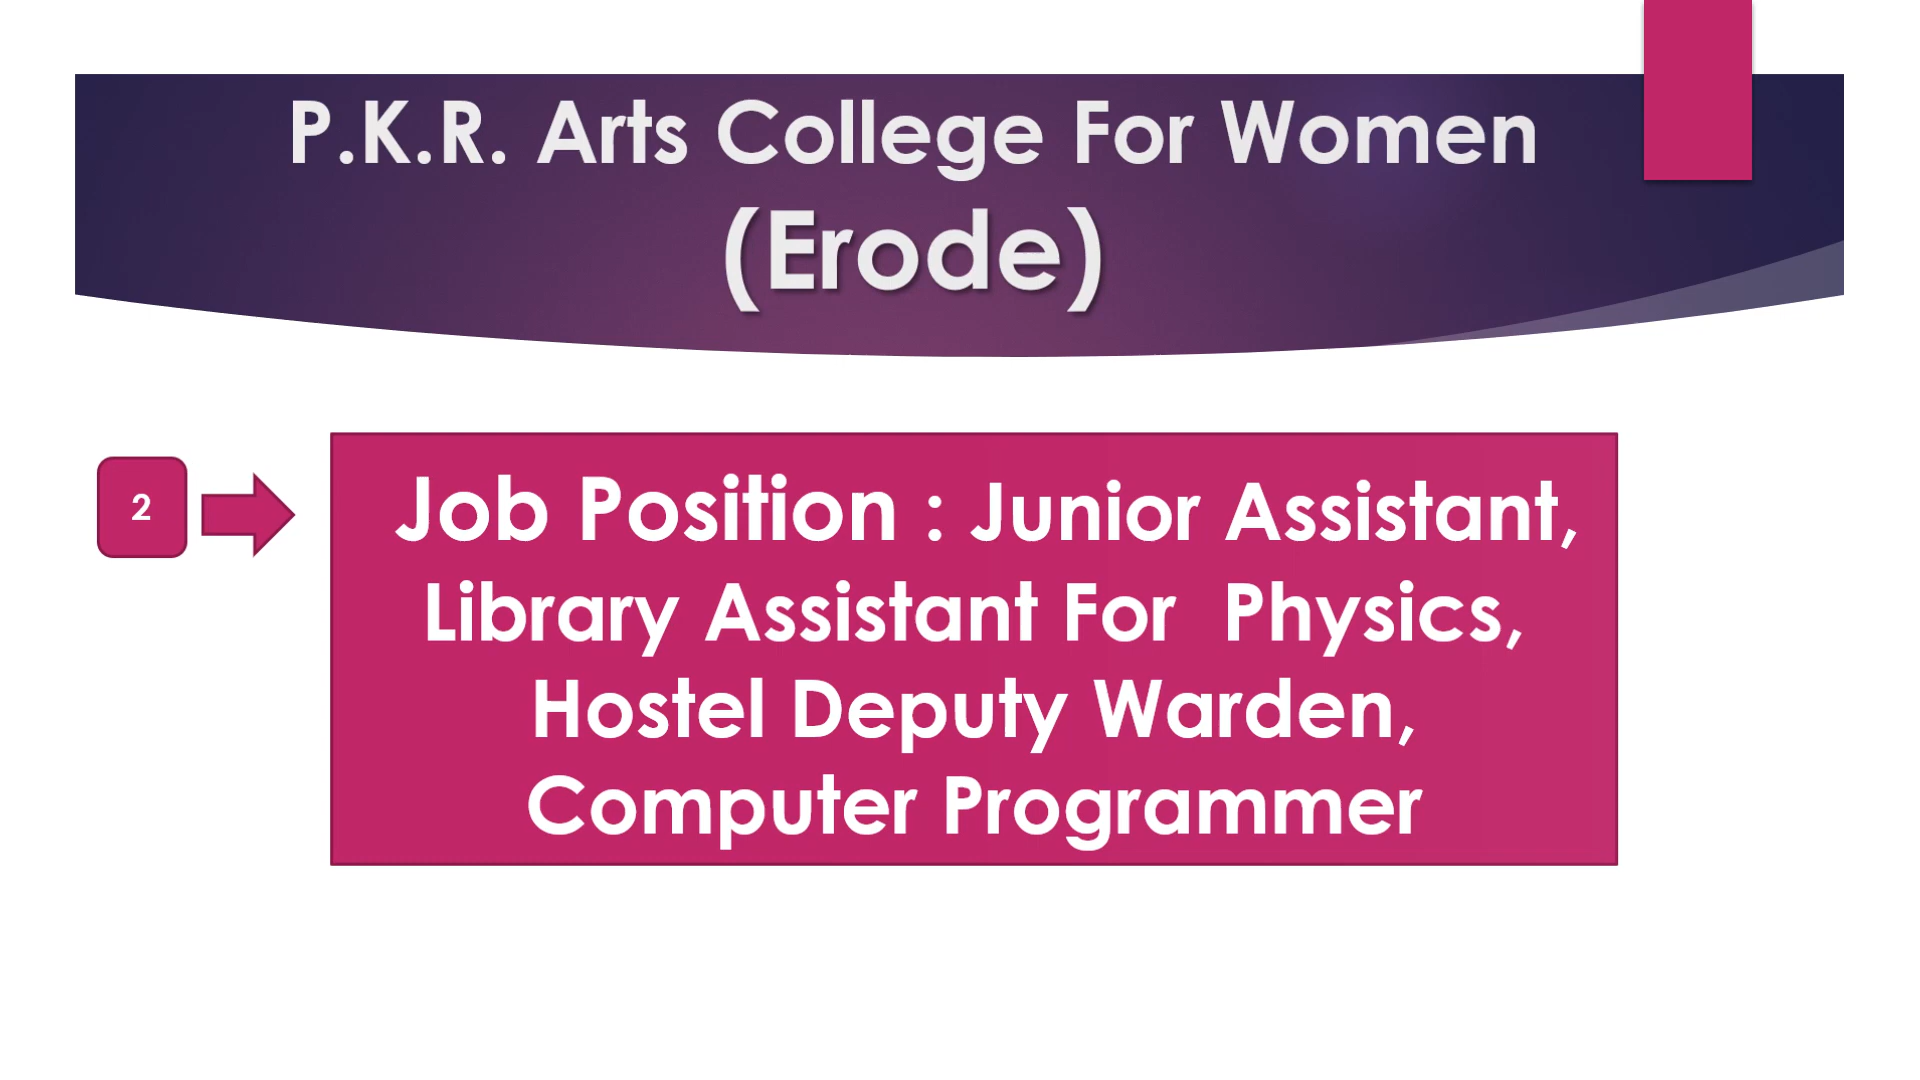 P.K.R. Arts College For Women
(Erode)
2
Job Position : Junior Assistant,
Library Assistant For  Physics,
Hostel Deputy Warden,
Computer Programmer